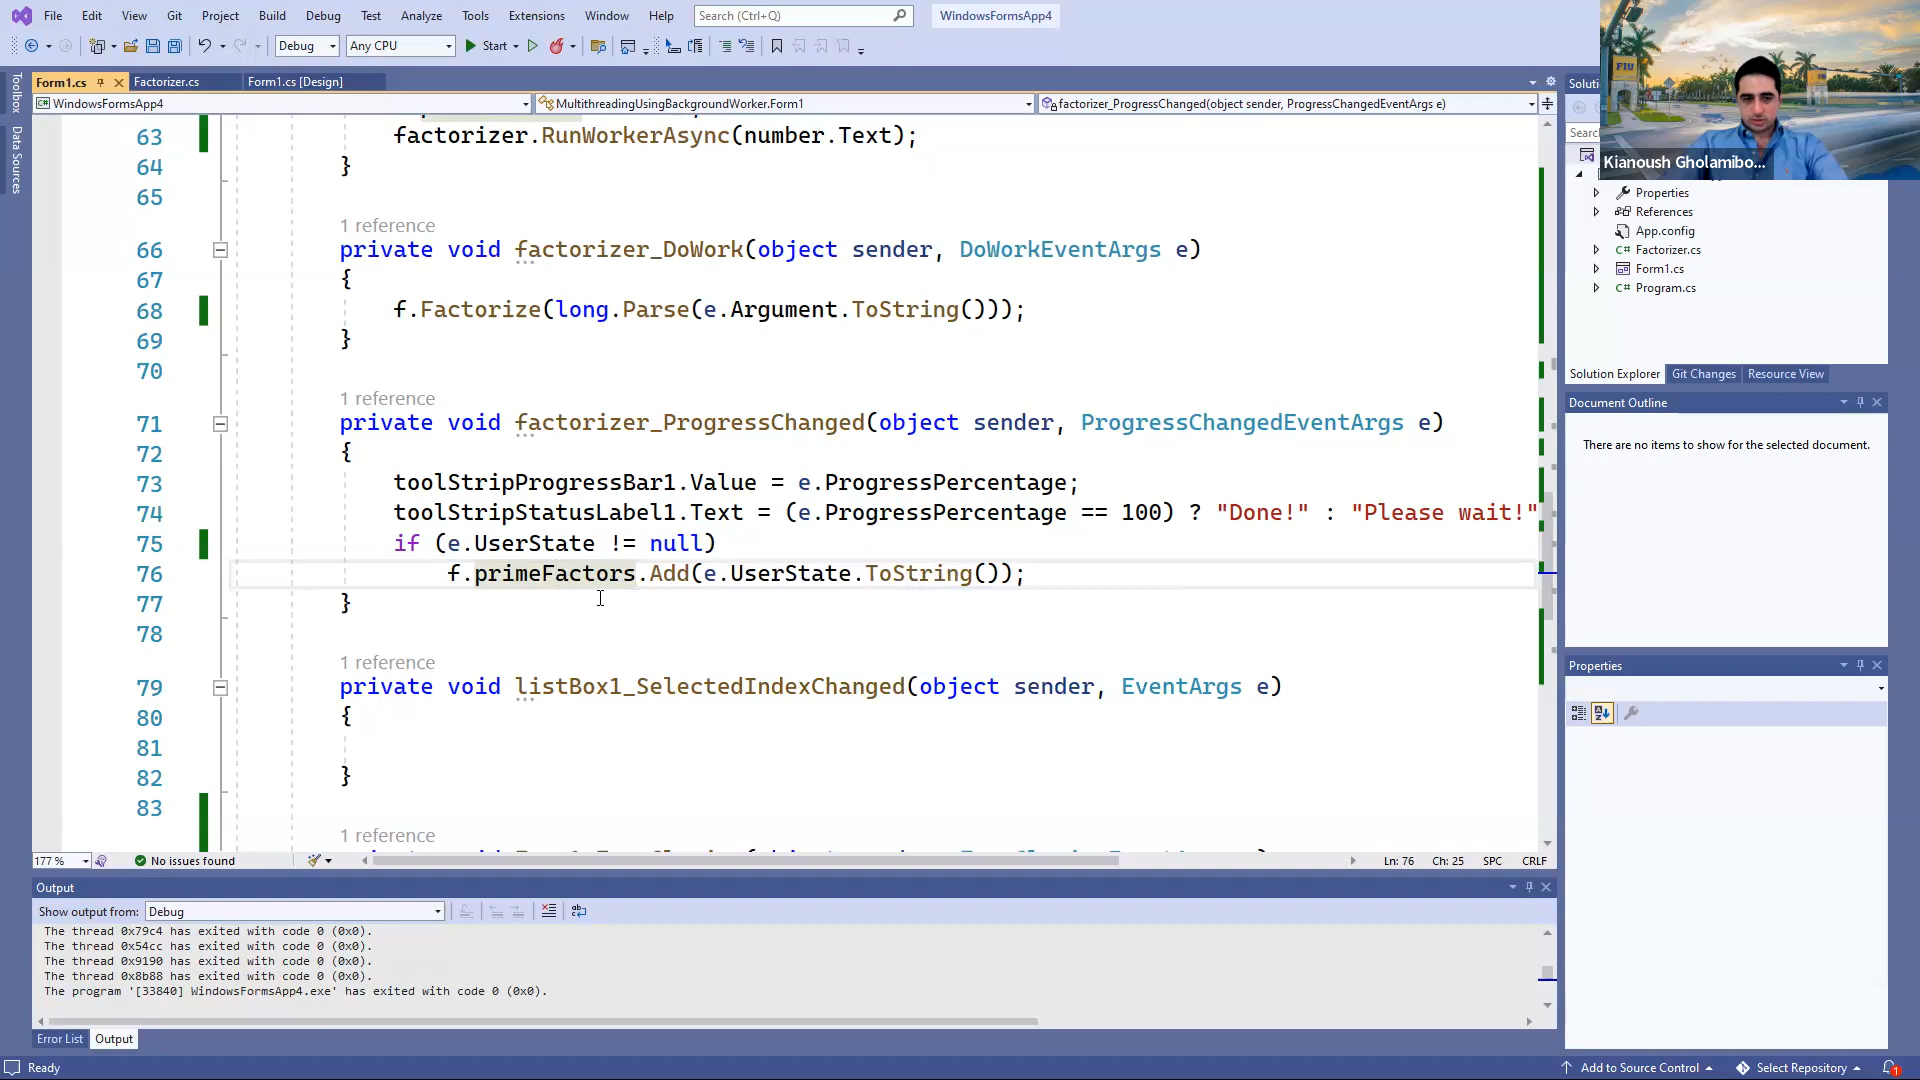 File Edit View Git Project Build Debug Test Analyze Tools Extensions Window Help Search (Ctrl+Q) WindowsFormsApp4
Debug Any CPU Start
Form1.cs Factorizer.cs Form1.cs [Design]
WindowsFormsApp4 MultithreadingUsingBackgroundWorker.Form1 factorizer_ProgressChanged(object sender, ProgressChangedEventArgs e)
Toolbox
Data Sources
63 factorizer.RunWorkerAsync(number.Text);
64 }
65
1 reference
66 private void factorizer_DoWork(object sender, DoWorkEventArgs e)
67 {
68 f.Factorize(long.Parse(e.Argument.ToString()));
69 }
70
1 reference
71 private void factorizer_ProgressChanged(object sender, ProgressChangedEventArgs e)
72 {
73 toolStripProgressBar1.Value = e.ProgressPercentage;
74 toolStripStatusLabel1.Text = (e.ProgressPercentage == 100) ? "Done!" : "Please wait!"
75 if (e.UserState != null)
76 f.primeFactors.Add(e.UserState.ToString());
77 }
78
1 reference
79 private void listBox1_SelectedIndexChanged(object sender, EventArgs e)
80 {
81
82 }
83
1 reference
177 % No issues found Ln: 76 Ch: 25 SPC CRLF
Output
Show output from: Debug
The thread 0x79c4 has exited with code 0 (0x0).
The thread 0x54cc has exited with code 0 (0x0).
The thread 0x9190 has exited with code 0 (0x0).
The thread 0x8b88 has exited with code 0 (0x0).
The program '[33840] WindowsFormsApp4.exe' has exited with code 0 (0x0).
Error List Output
Ready Add to Source Control Select Repository 1
FIU
Kianoush Gholamibo...
Properties
References
App.config
Factorizer.cs
Form1.cs
Program.cs
Solution Explorer Git Changes Resource View
Document Outline
There are no items to show for the selected document.
Properties